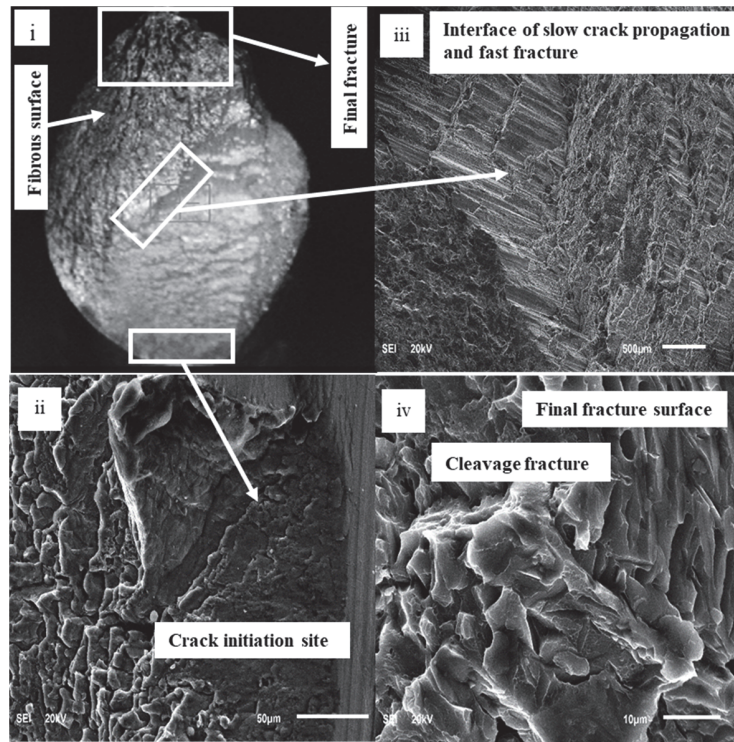 i
Fibrous surface
Final fracture
iii
Interface of slow crack propagation
and fast fracture
SEI 20kV
500µm
ii
Crack initiation site
SEI 20kV
50µm
iv
Final fracture surface
Cleavage fracture
SEI 20kV
10µm